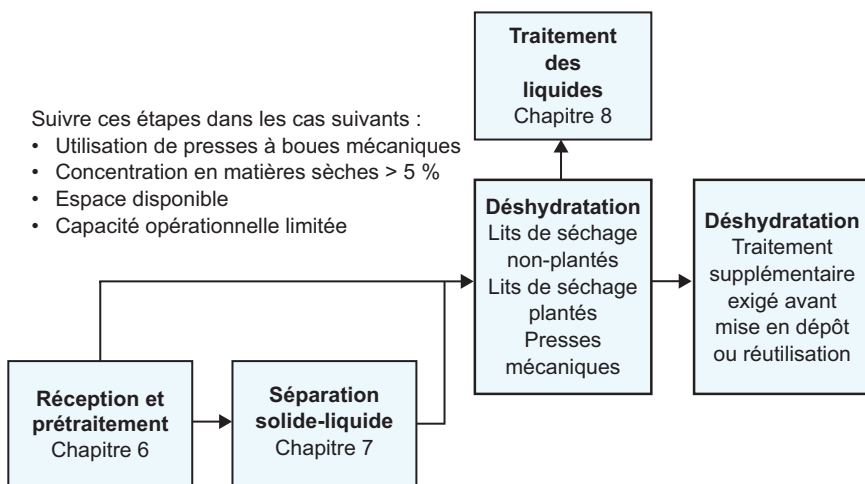 Traitement
des
liquides
Chapitre 8
Suivre ces étapes dans les cas suivants :
• Utilisation de presses à boues mécaniques
• Concentration en matières sèches > 5 %
• Espace disponible
• Capacité opérationnelle limitée
Déshydratation
Lits de séchage
non-plantés
Lits de séchage
plantés
Presses
mécaniques
Déshydratation
Traitement
supplémentaire
exigé avant
mise en dépôt
ou réutilisation
Réception et
prétraitement
Chapitre 6
Séparation
solide-liquide
Chapitre 7